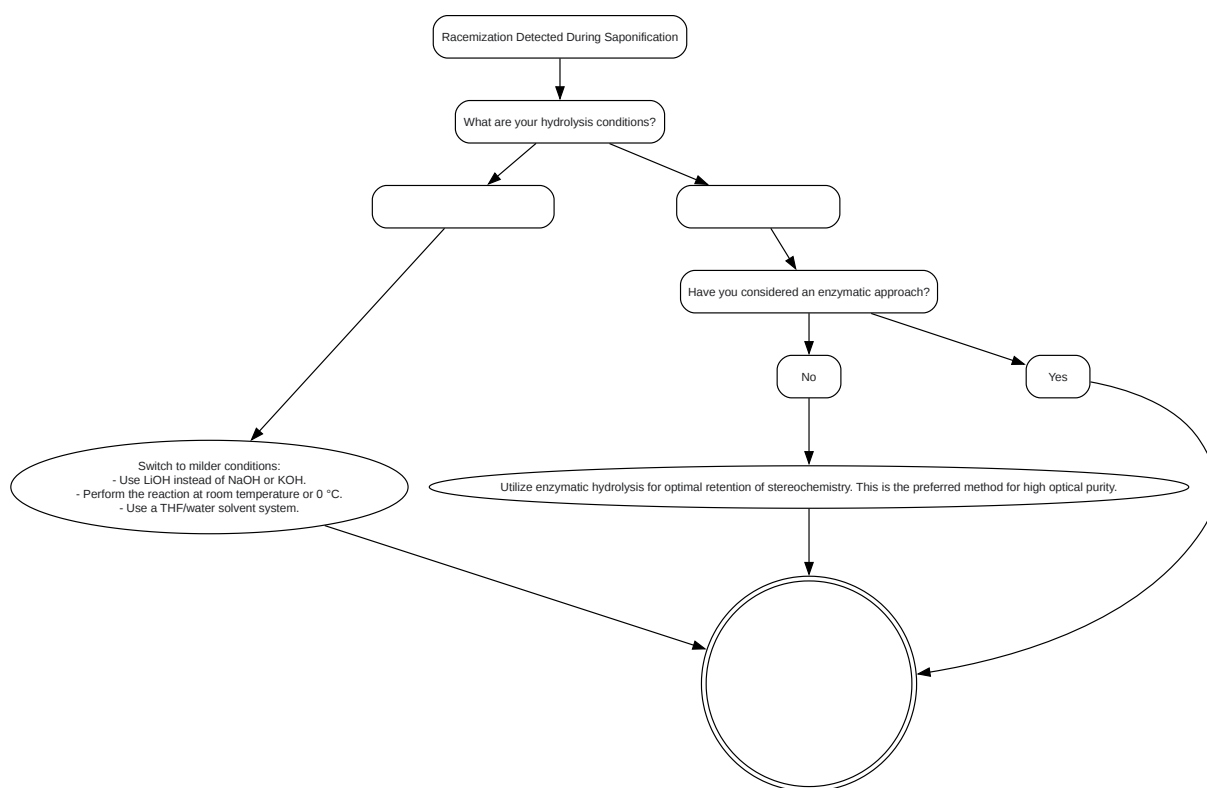 Racemization Detected During Saponification
What are your hydrolysis conditions?
Have you considered an enzymatic approach?
No
Yes
Switch to milder conditions:
- Use LiOH instead of NaOH or KOH.
- Perform the reaction at room temperature or 0 °C.
- Use a THF/water solvent system.
Utilize enzymatic hydrolysis for optimal retention of stereochemistry. This is the preferred method for high optical purity.